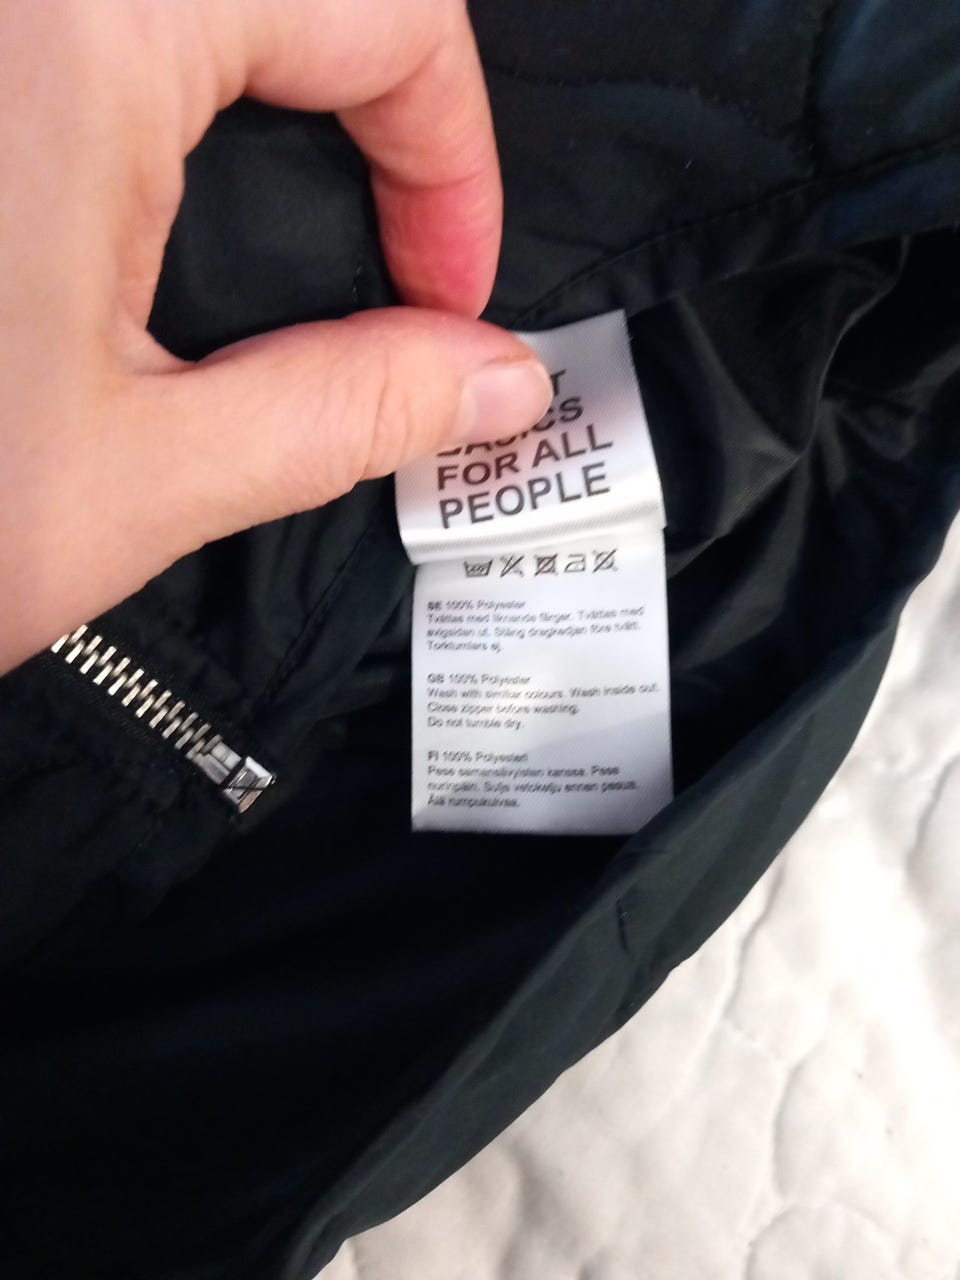 BASICS
FOR ALL
PEOPLE
SE 100% Polyester
Tvättas med liknande färger. Tvättas med
avigsidan ut. Stäng dragkedjan före tvätt.
Torktumlas ej.
GB 100% Polyester
Wash with similar colours. Wash inside out.
Close zipper before washing.
Do not tumble dry.
FI 100% Polyesteri
Pese samansävyisten kanssa. Pese
nurinpäin. Sulje vetoketju ennen pesua.
Älä rumpukuivaa.